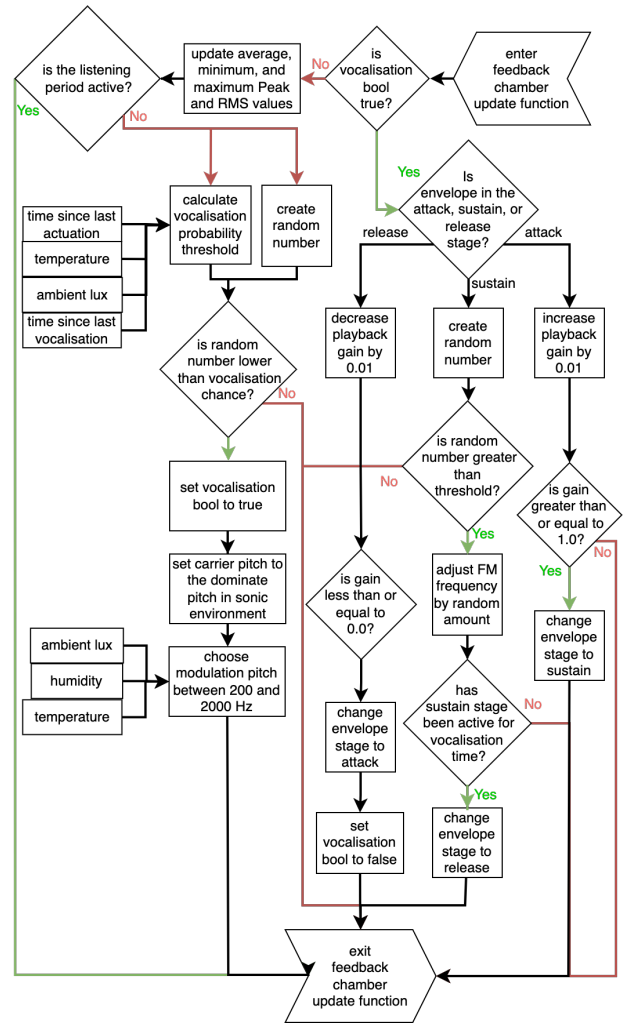 is the listening
period active?
update average,
minimum, and
maximum Peak
and RMS values
No
is
vocalisation
bool
true?
enter
feedback
chamber
update function
Yes
No
Yes
Is
envelope in the
attack, sustain, or
release
stage?
release
attack
sustain
calculate
vocalisation
probability
threshold
create
random
number
time since last
actuation
temperature
ambient lux
time since last
vocalisation
decrease
playback
gain by
0.01
create
random
number
increase
playback
gain by
0.01
is random
number lower
than vocalisation
chance?
No
is random
number greater
than
threshold?
No
Yes
is gain
greater than
or equal to
1.0?
No
Yes
set vocalisation
bool to true
set carrier pitch to
the dominate
pitch in sonic
environment
is gain
less than or
equal to
0.0?
adjust FM
frequency
by random
amount
change
envelope
stage to
sustain
ambient lux
humidity
temperature
choose
modulation pitch
between 200 and
2000 Hz
change
envelope
stage to
attack
has
sustain stage
been active for
vocalisation
time?
No
Yes
set
vocalisation
bool to false
change
envelope
stage to
release
exit
feedback
chamber
update function